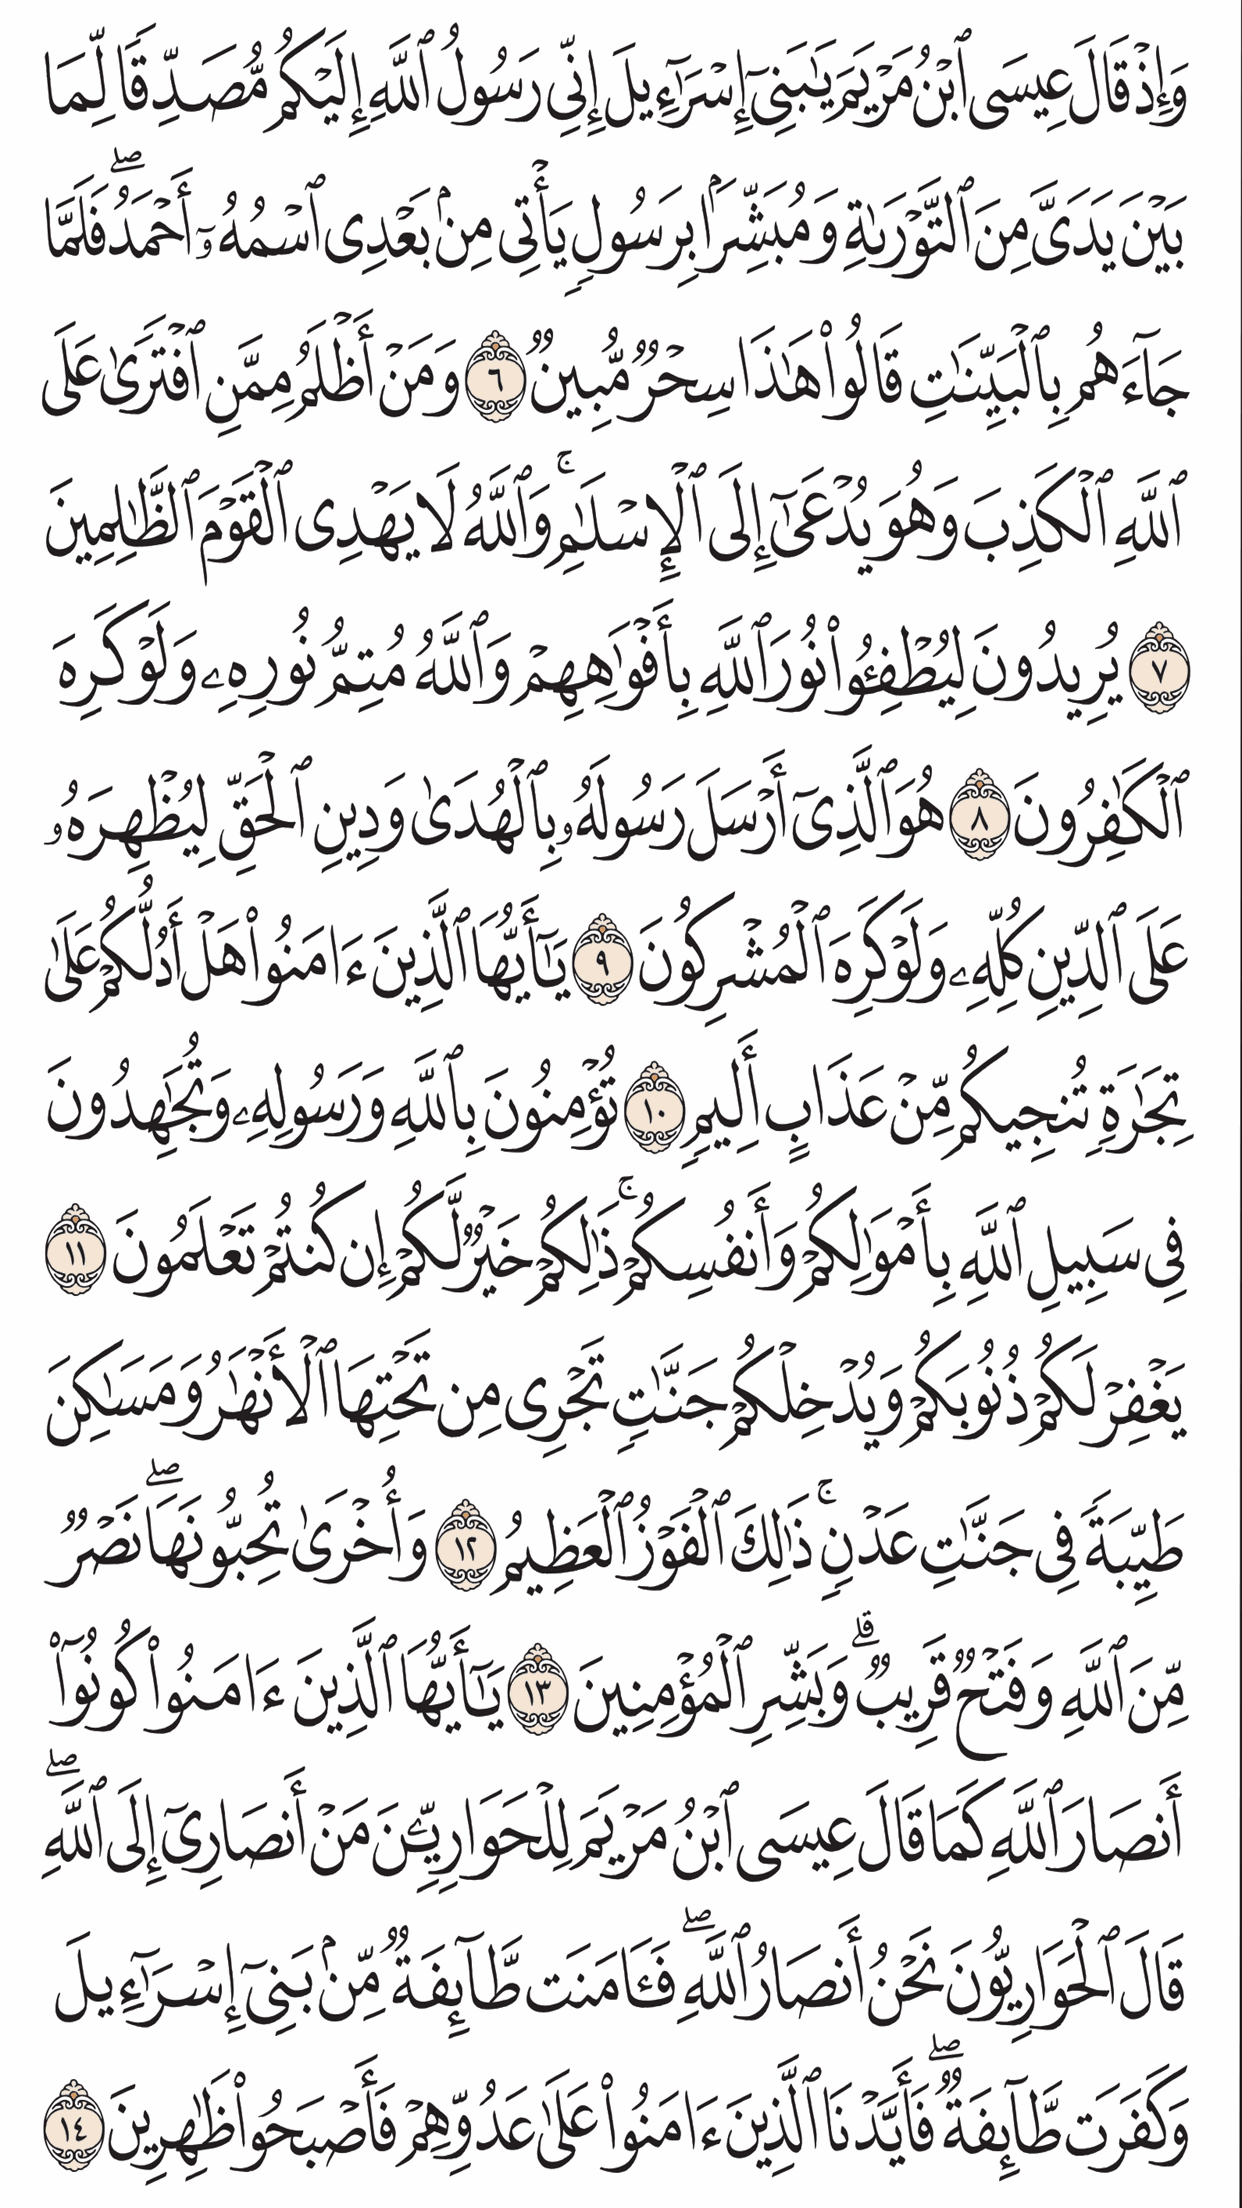 وَإِذْ قَالَ عِيسَى ٱبْنُ مَرْيَمَ يَٰبَنِىٓ إِسْرَٰٓءِيلَ إِنِّى رَسُولُ ٱللَّهِ إِلَيْكُم مُّصَدِّقًا لِّمَا
بَيْنَ يَدَىَّ مِنَ ٱلتَّوْرَىٰةِ وَمُبَشِّرًۢا بِرَسُولٍ يَأْتِى مِنۢ بَعْدِى ٱسْمُهُۥٓ أَحْمَدُ ۖ فَلَمَّا
جَآءَهُم بِٱلْبَيِّنَٰتِ قَالُوا۟ هَٰذَا سِحْرٌ مُّبِينٌ ٦ وَمَنْ أَظْلَمُ مِمَّنِ ٱفْتَرَىٰ عَلَى
ٱللَّهِ ٱلْكَذِبَ وَهُوَ يُدْعَىٰٓ إِلَى ٱلْإِسْلَٰمِ ۚ وَٱللَّهُ لَا يَهْدِى ٱلْقَوْمَ ٱلظَّٰلِمِينَ
٧ يُرِيدُونَ لِيُطْفِـُٔوا۟ نُورَ ٱللَّهِ بِأَفْوَٰهِهِمْ وَٱللَّهُ مُتِمُّ نُورِهِۦ وَلَوْ كَرِهَ
ٱلْكَٰفِرُونَ ٨ هُوَ ٱلَّذِىٓ أَرْسَلَ رَسُولَهُۥ بِٱلْهُدَىٰ وَدِينِ ٱلْحَقِّ لِيُظْهِرَهُۥ
عَلَى ٱلدِّينِ كُلِّهِۦ وَلَوْ كَرِهَ ٱلْمُشْرِكُونَ ٩ يَٰٓأَيُّهَا ٱلَّذِينَ ءَامَنُوا۟ هَلْ أَدُلُّكُمْ عَلَىٰ
تِجَٰرَةٍ تُنجِيكُم مِّنْ عَذَابٍ أَلِيمٍ ١٠ تُؤْمِنُونَ بِٱللَّهِ وَرَسُولِهِۦ وَتُجَٰهِدُونَ
فِى سَبِيلِ ٱللَّهِ بِأَمْوَٰلِكُمْ وَأَنفُسِكُمْ ۚ ذَٰلِكُمْ خَيْرٌ لَّكُمْ إِن كُنتُمْ تَعْلَمُونَ ١١
يَغْفِرْ لَكُمْ ذُنُوبَكُمْ وَيُدْخِلْكُمْ جَنَّٰتٍ تَجْرِى مِن تَحْتِهَا ٱلْأَنْهَٰرُ وَمَسَٰكِنَ
طَيِّبَةً فِى جَنَّٰتِ عَدْنٍ ۚ ذَٰلِكَ ٱلْفَوْزُ ٱلْعَظِيمُ ١٢ وَأُخْرَىٰ تُحِبُّونَهَا ۖ نَصْرٌ
مِّنَ ٱللَّهِ وَفَتْحٌ قَرِيبٌ ۗ وَبَشِّرِ ٱلْمُؤْمِنِينَ ١٣ يَٰٓأَيُّهَا ٱلَّذِينَ ءَامَنُوا۟ كُونُوٓا۟
أَنصَارَ ٱللَّهِ كَمَا قَالَ عِيسَى ٱبْنُ مَرْيَمَ لِلْحَوَارِيِّۦنَ مَنْ أَنصَارِىٓ إِلَى ٱللَّهِ ۖ
قَالَ ٱلْحَوَارِيُّونَ نَحْنُ أَنصَارُ ٱللَّهِ ۖ فَـَٔامَنَت طَّآئِفَةٌ مِّنۢ بَنِىٓ إِسْرَٰٓءِيلَ
وَكَفَرَت طَّآئِفَةٌ ۖ فَأَيَّدْنَا ٱلَّذِينَ ءَامَنُوا۟ عَلَىٰ عَدُوِّهِمْ فَأَصْبَحُوا۟ ظَٰهِرِينَ ١٤